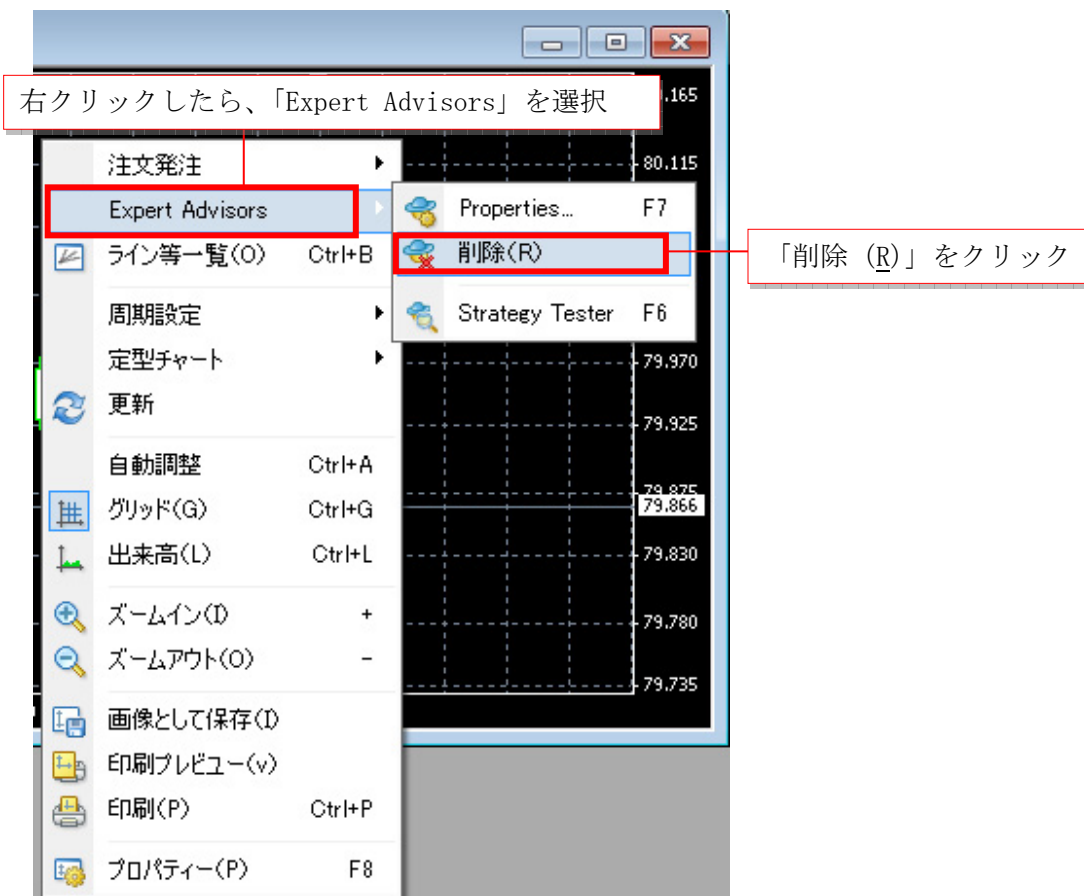 右クリックしたら、「Expert Advisors」を選択
.165
注文発注
80.115
Expert Advisors
Properties... F7
ライン等一覧(O) Ctrl+B
削除(R)
「削除 (R)」をクリック
周期設定
Strategy Tester F6
定型チャート
79.970
更新
79.925
自動調整 Ctrl+A
79.875
グリッド(G) Ctrl+G
79.866
出来高(L) Ctrl+L
79.830
ズームイン(I) +
79.780
ズームアウト(O) -
79.735
画像として保存(I)
印刷プレビュー(v)
印刷(P) Ctrl+P
プロパティー(P) F8